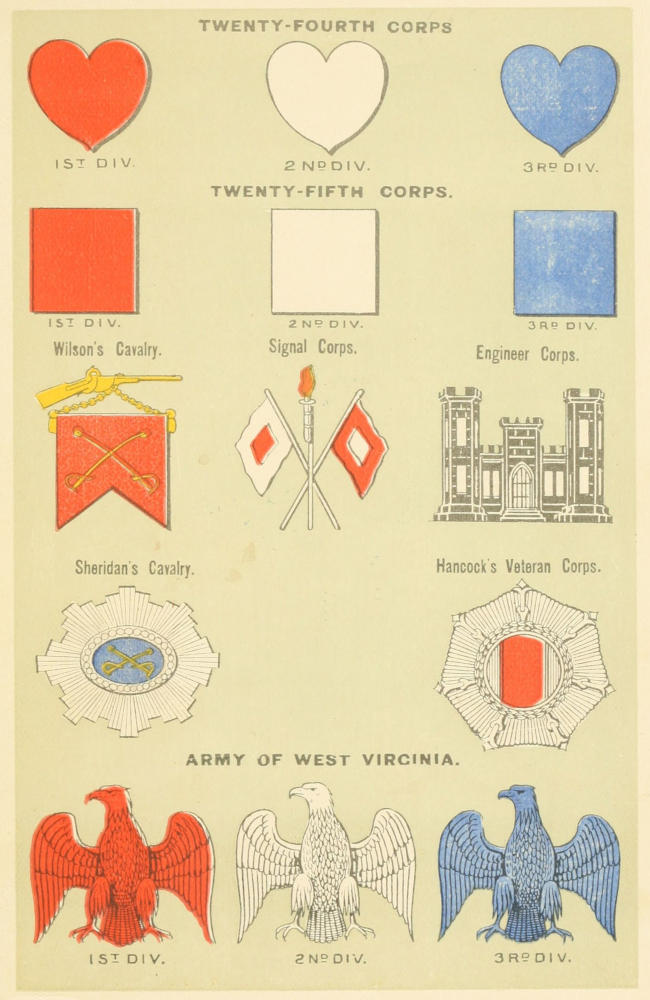 TWENTY-FOURTH CORPS
1ST DIV.
2ND DIV.
3RD DIV.
TWENTY-FIFTH CORPS.
1ST DIV.
2ND DIV.
3RD DIV.
Wilson's Cavalry.
Signal Corps.
Engineer Corps.
Sheridan's Cavalry.
Hancock's Veteran Corps.
ARMY OF WEST VIRGINIA.
1ST DIV.
2ND DIV.
3RD DIV.